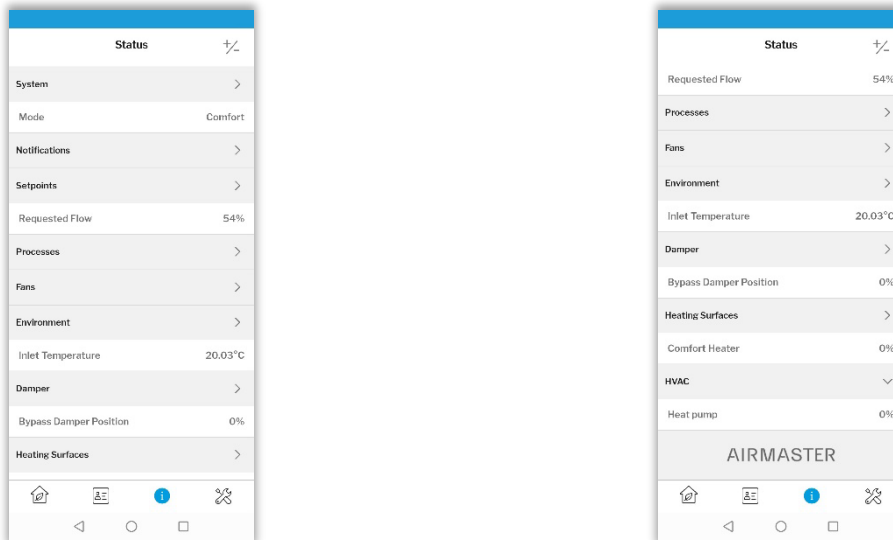 Status +/-
System
Mode Comfort
Notifications
Setpoints
Requested Flow 54%
Processes
Fans
Environment
Inlet Temperature 20.03°C
Damper
Bypass Damper Position 0%
Heating Surfaces
Status +/-
Requested Flow 54%
Processes
Fans
Environment
Inlet Temperature 20.03°C
Damper
Bypass Damper Position 0%
Heating Surfaces
Comfort Heater 0%
HVAC
Heat pump 0%
AIRMASTER